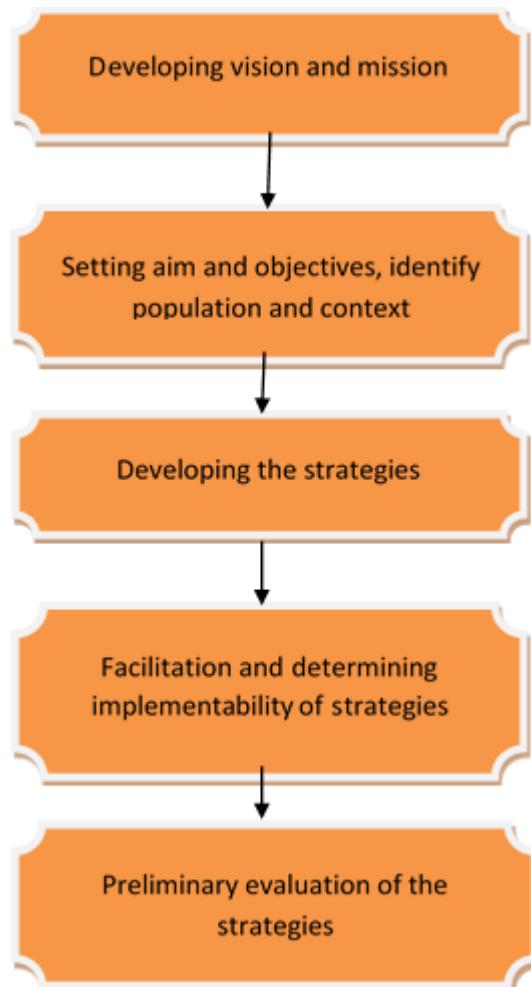 Developing vision and mission
Setting aim and objectives, identify
population and context
Developing the strategies
Facilitation and determining
implementability of strategies
Preliminary evaluation of the
strategies